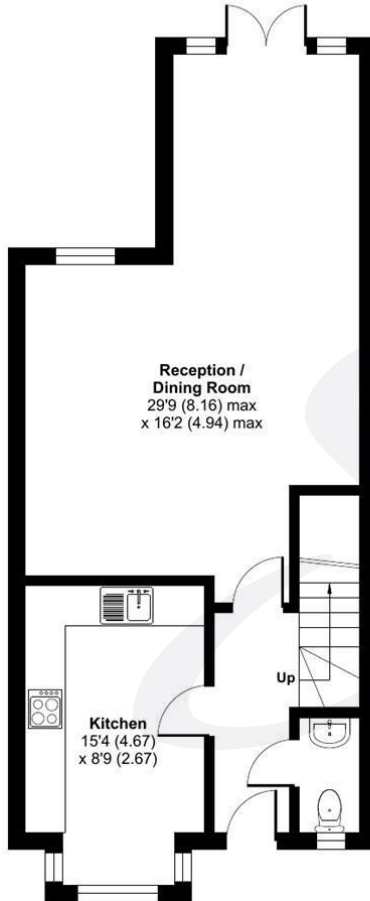 Reception /
Dining Room
29'9 (8.16) max
x 16'2 (4.94) max
Up
Kitchen
15'4 (4.67)
x 8'9 (2.67)